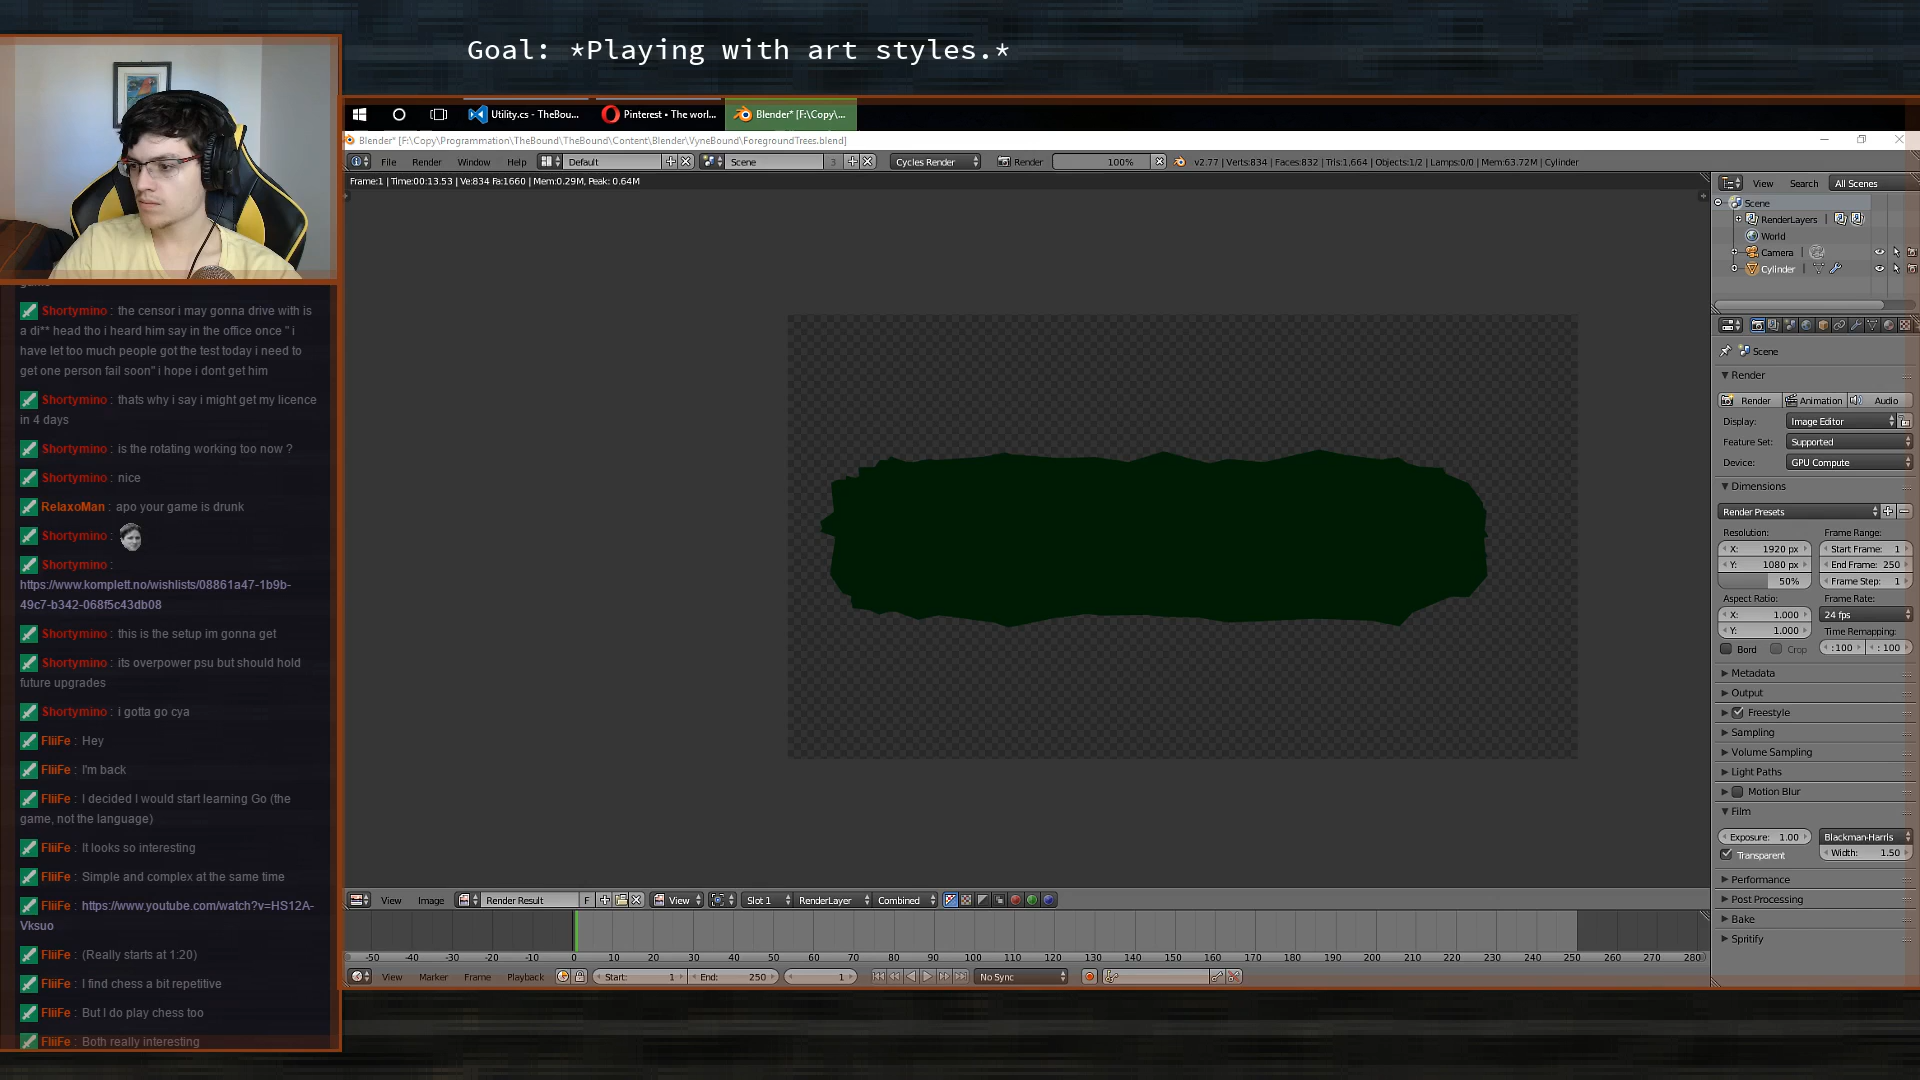 Goal: *Playing with art styles.*
Utility.cs - TheBou...
Pinterest • The worl...
Blender* [F:\Copy\...
Blender* [F:\Copy\Programmation\TheBound\TheBound\Content\Blender\VyneBound\ForegroundTrees.blend]
File Render Window Help Default Scene 3 Cycles Render Render 100% v2.77 | Verts:834 | Faces:832 | Tris:1,664 | Objects:1/2 | Lamps:0/0 | Mem:63.72M | Cylinder
Frame:1 | Time:00:13.53 | Ve:834 Fa:1660 | Mem:0.29M, Peak: 0.64M
Shortymino : the censor i may gonna drive with is
a di** head tho i heard him say in the office once " i
have let too much people got the test today i need to
get one person fail soon" i hope i dont get him
Shortymino : thats why i say i might get my licence
in 4 days
Shortymino : is the rotating working too now ?
Shortymino : nice
RelaxoMan : apo your game is drunk
Shortymino :
Shortymino :
https://www.komplett.no/wishlists/08861a47-1b9b-
49c7-b342-068f5c43db08
Shortymino : this is the setup im gonna get
Shortymino : its overpower psu but should hold
future upgrades
Shortymino : i gotta go cya
FliiFe : Hey
FliiFe : I'm back
FliiFe : I decided I would start learning Go (the
game, not the language)
FliiFe : It looks so interesting
FliiFe : Simple and complex at the same time
FliiFe : https://www.youtube.com/watch?v=HS12A-
Vksuo
FliiFe : (Really starts at 1:20)
FliiFe : I find chess a bit repetitive
FliiFe : But I do play chess too
FliiFe : Both really interesting
View Search All Scenes
Scene
RenderLayers
World
Camera
Cylinder
Scene
Render
Render Animation Audio
Display: Image Editor
Feature Set: Supported
Device: GPU Compute
Dimensions
Render Presets
Resolution: Frame Range:
X: 1920 px Start Frame: 1
Y: 1080 px End Frame: 250
50% Frame Step: 1
Aspect Ratio: Frame Rate:
X: 1.000 24 fps
Y: 1.000 Time Remapping:
Bord Crop :100 : 100
Metadata
Output
Freestyle
Sampling
Volume Sampling
Light Paths
Motion Blur
Film
Exposure: 1.00 Blackman-Harris
Transparent Width: 1.50
Performance
Post Processing
Bake
Spritify
View Image Render Result F View Slot 1 RenderLayer Combined
-50 -40 -30 -20 -10 0 10 20 30 40 50 60 70 80 90 100 110 120 130 140 150 160 170 180 190 200 210 220 230 240 250 260 270 280
View Marker Frame Playback Start: 1 End: 250 1 No Sync